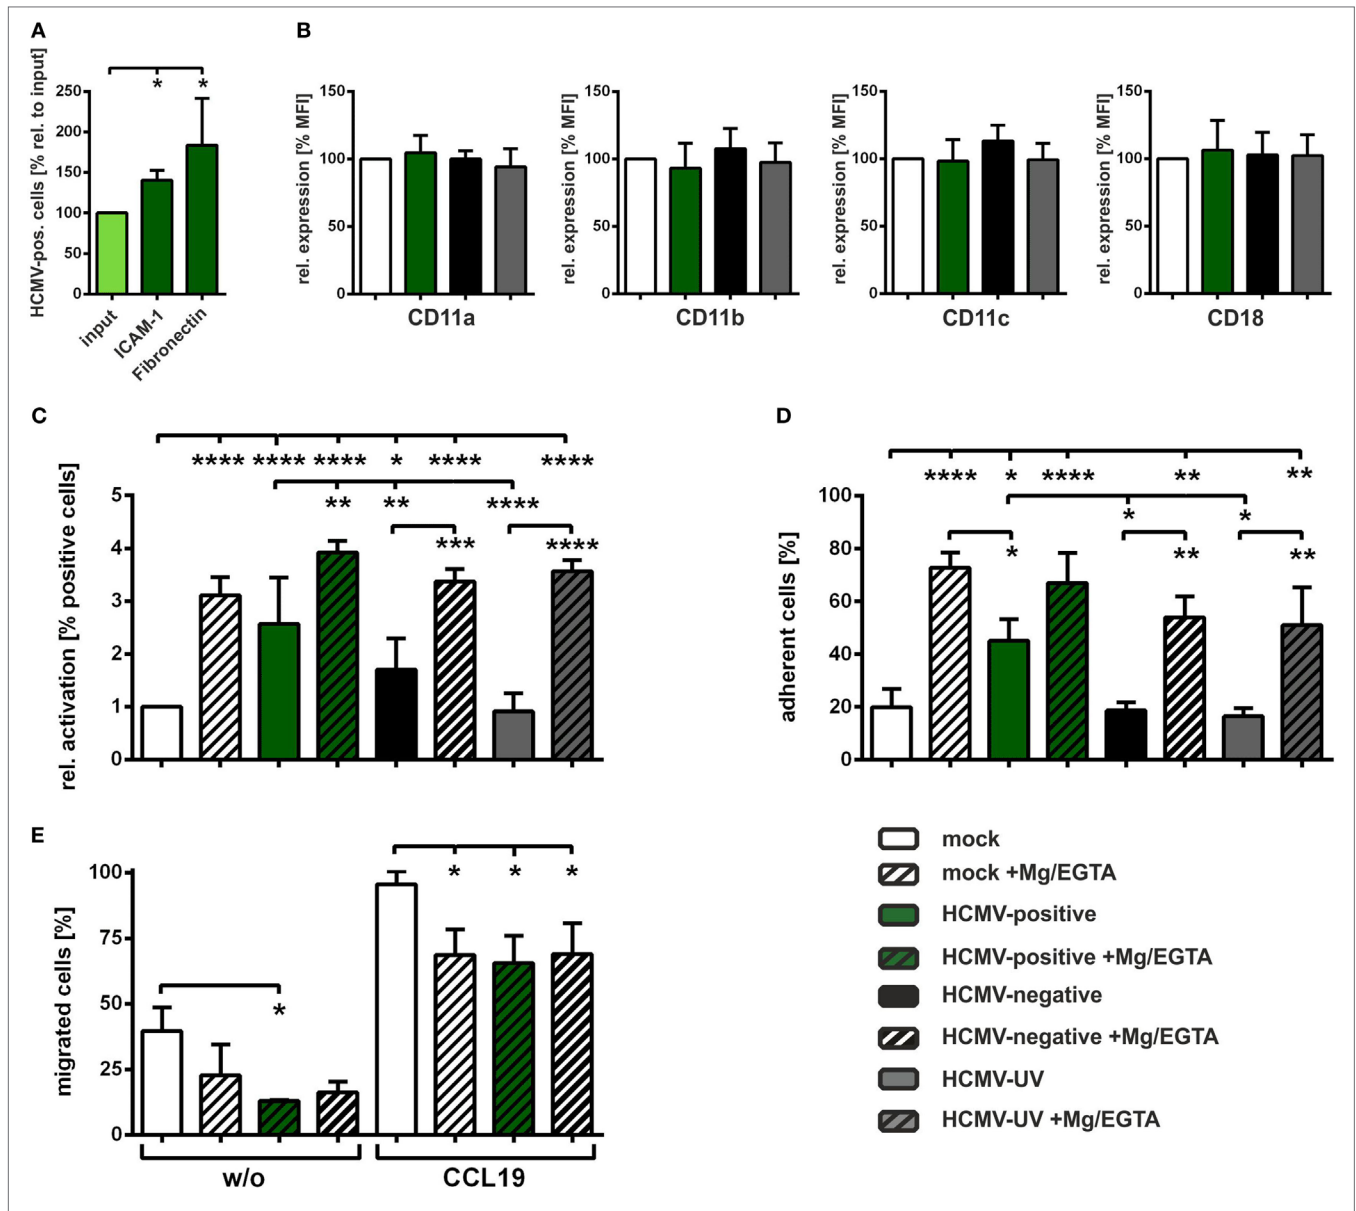 A
HCMV-pos. cells [% rel. to input]
* *
250
200
150
100
50
0
input
ICAM-1
Fibronectin
B
rel. expression [% MFI]
150
100
50
0
CD11a
rel. expression [% MFI]
150
100
50
0
CD11b
rel. expression [% MFI]
150
100
50
0
CD11c
rel. expression [% MFI]
150
100
50
0
CD18
C
rel. activation [% positive cells]
**** **** **** * **** ****
** ** ****
*** ****
5
4
3
2
1
0
D
adherent cells [%]
**** * **** ** **
* *
* ** **
100
80
60
40
20
0
E
migrated cells [%]
* * *
*
100
75
50
25
0
w/o
CCL19
mock
mock +Mg/EGTA
HCMV-positive
HCMV-positive +Mg/EGTA
HCMV-negative
HCMV-negative +Mg/EGTA
HCMV-UV
HCMV-UV +Mg/EGTA